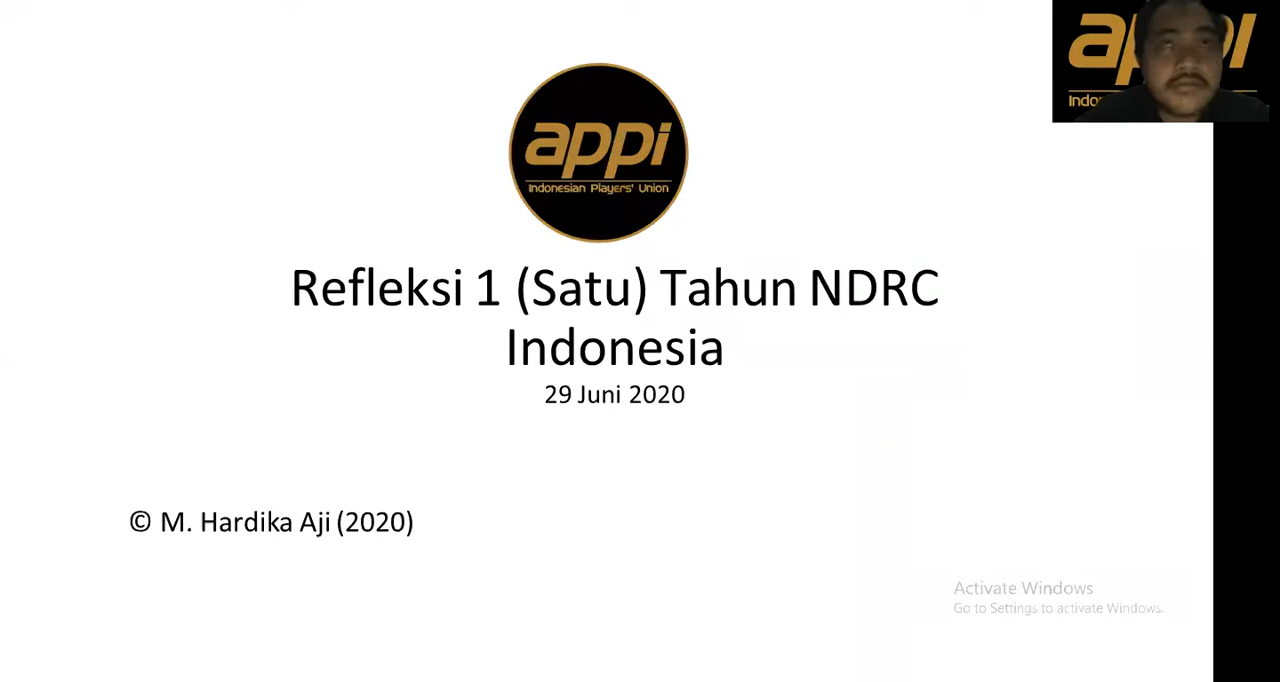 appi
Indonesian Players' Union
Refleksi 1 (Satu) Tahun NDRC
Indonesia
29 Juni 2020
© M. Hardika Aji (2020)
Activate Windows
Go to Settings to activate Windows.